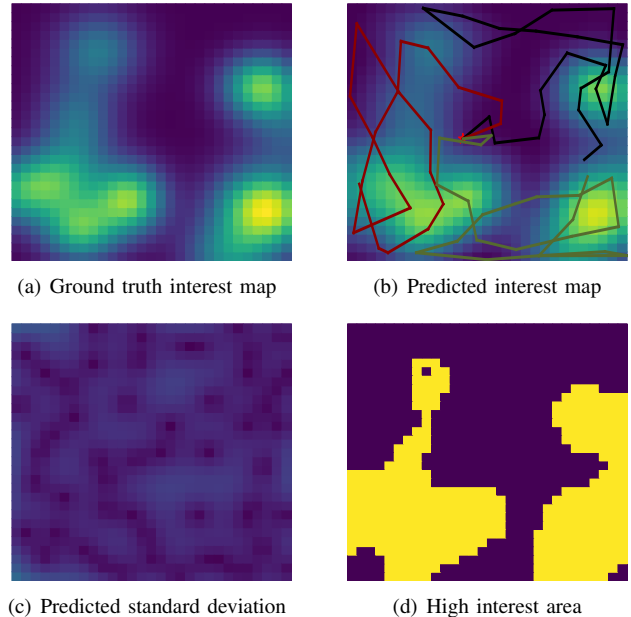 (a) Ground truth interest map
(b) Predicted interest map
(c) Predicted standard deviation
(d) High interest area